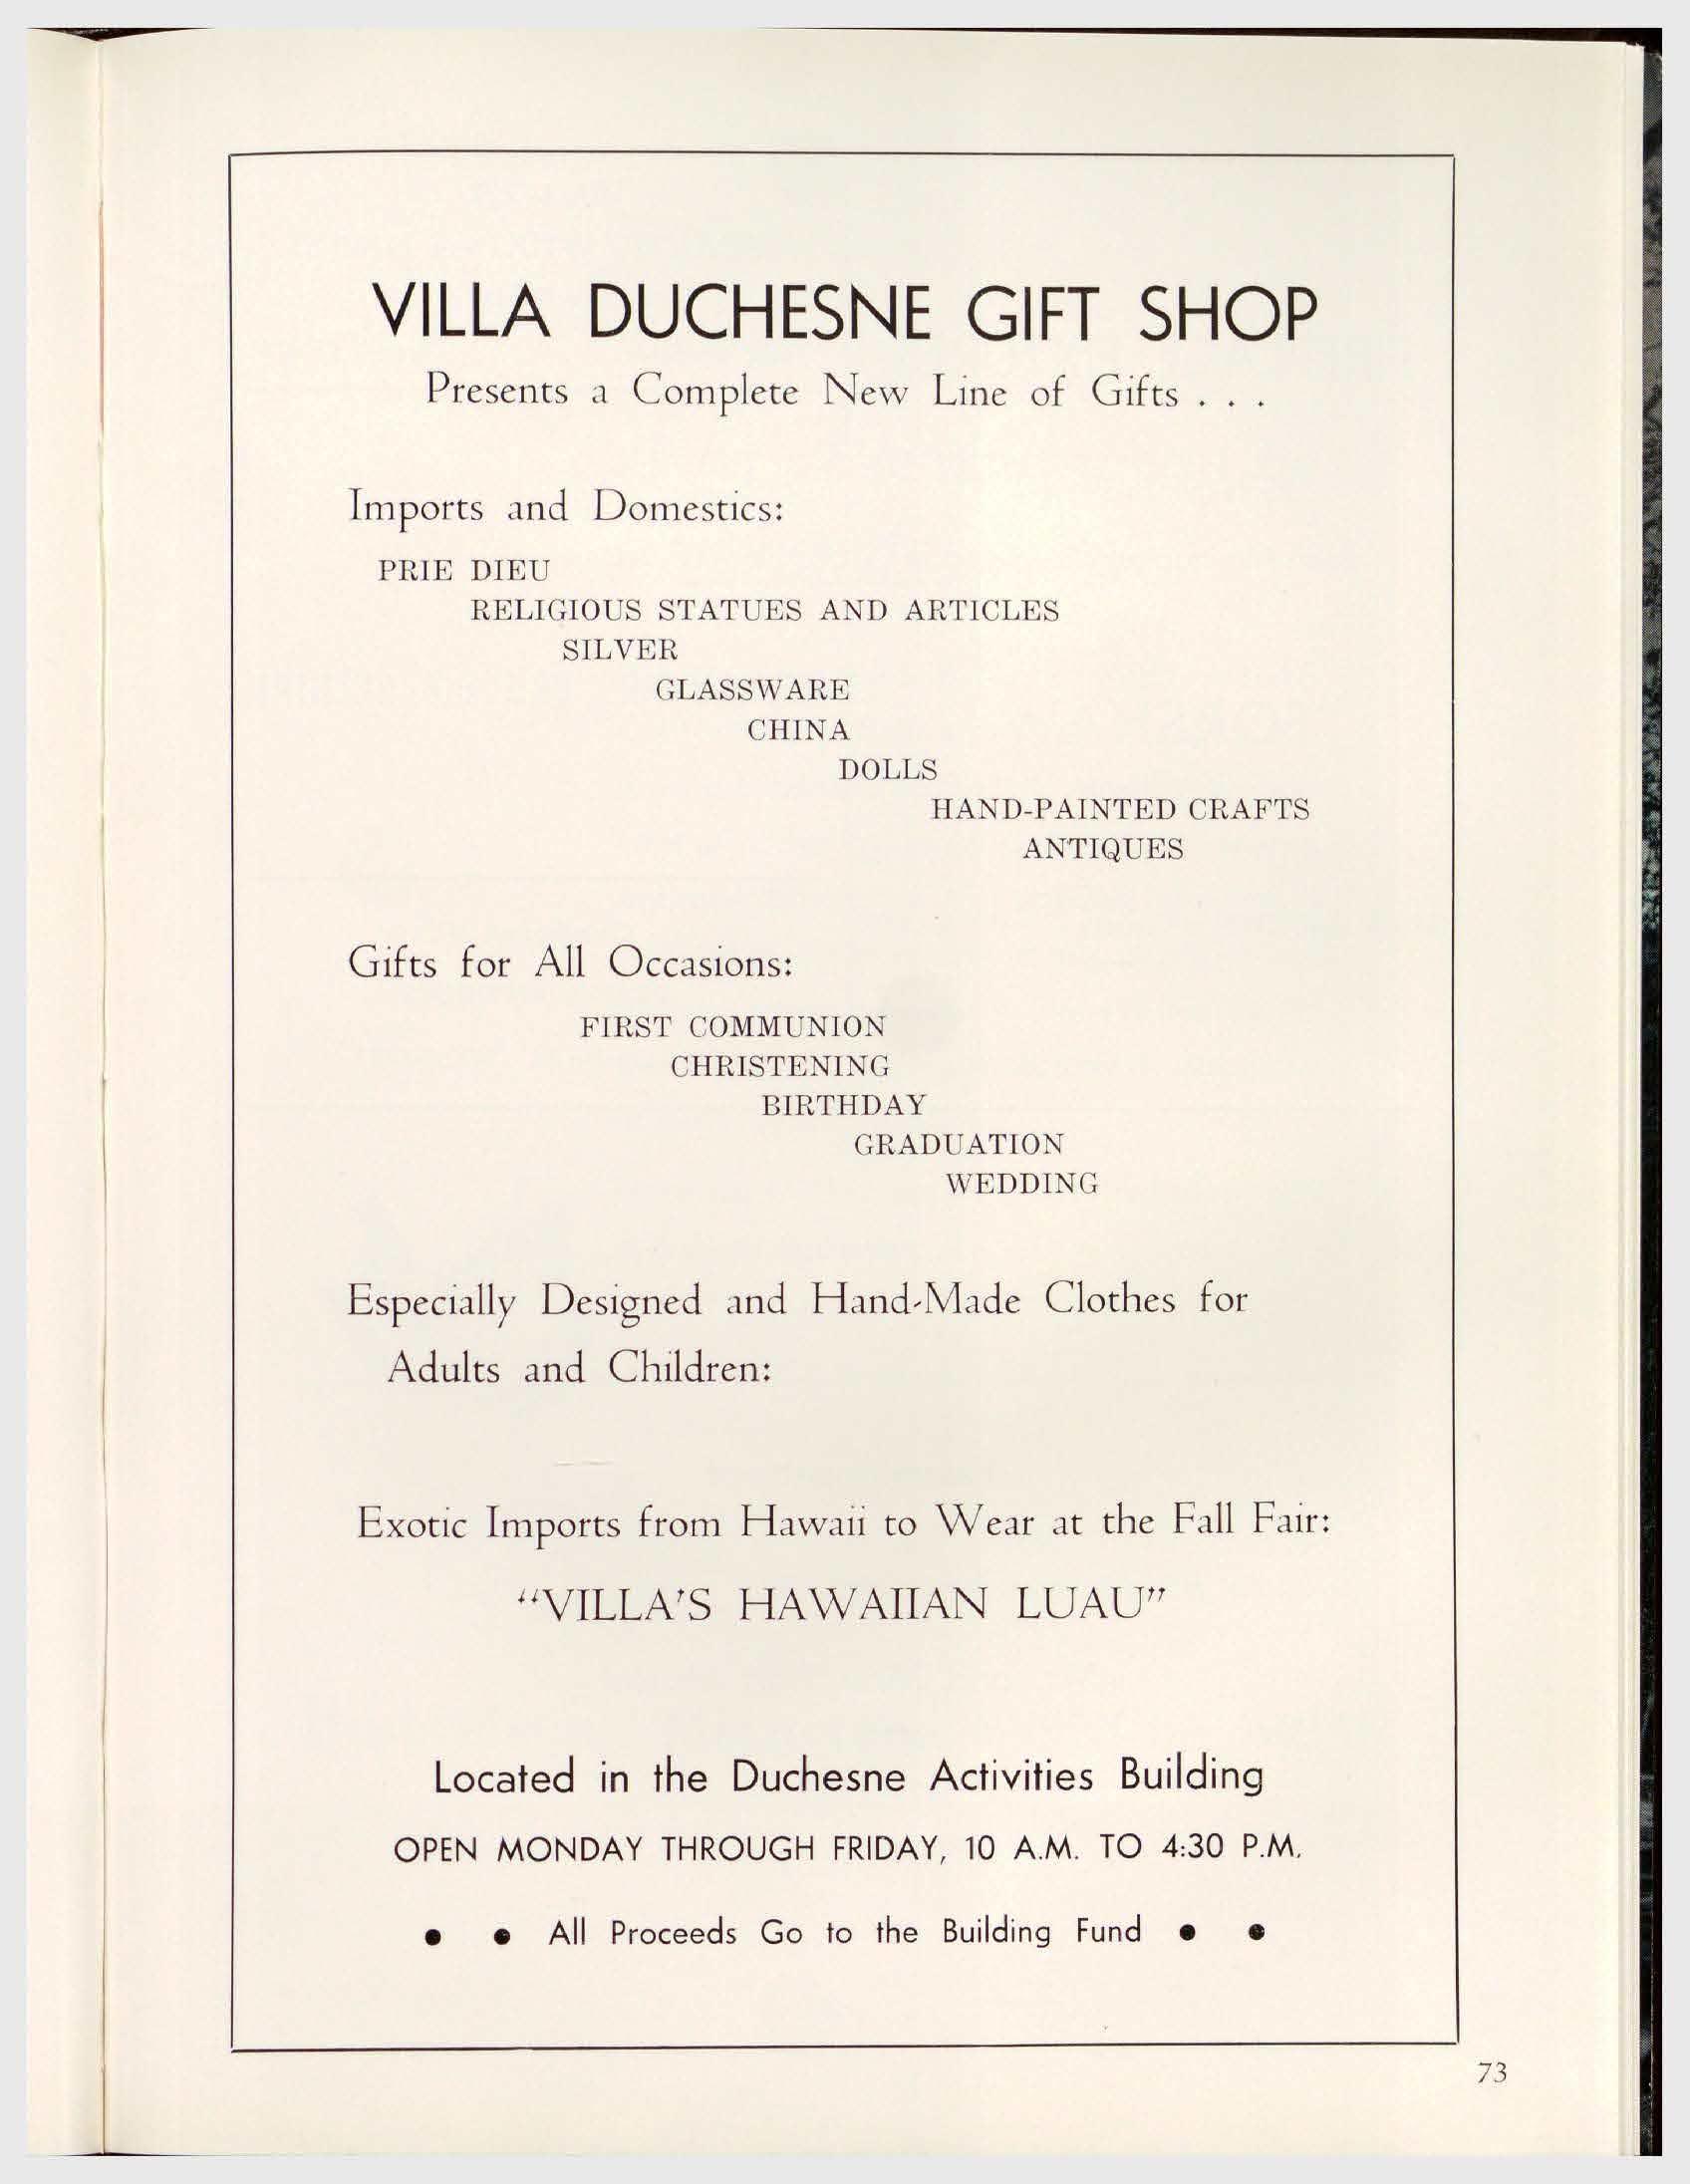 VILLA DUCHESNE GIFT SHOP
Presents a Complete New Line of Gifts . . .
Imports and Domestics:
PRIE DIEU
RELIGIOUS STATUES AND ARTICLES
SILVER
GLASSWARE
CHINA
DOLLS
HAND-PAINTED CRAFTS
ANTIQUES
Gifts for All Occasions:
FIRST COMMUNION
CHRISTENING
BIRTHDAY
GRADUATION
WEDDING
Especially Designed and Hand-Made Clothes for
Adults and Children:
Exotic Imports from Hawaii to Wear at the Fall Fair:
“VILLA’S HAWAIIAN LUAU”
Located in the Duchesne Activities Building
OPEN MONDAY THROUGH FRIDAY, 10 A.M. TO 4:30 P.M.
• • All Proceeds Go to the Building Fund • •
73